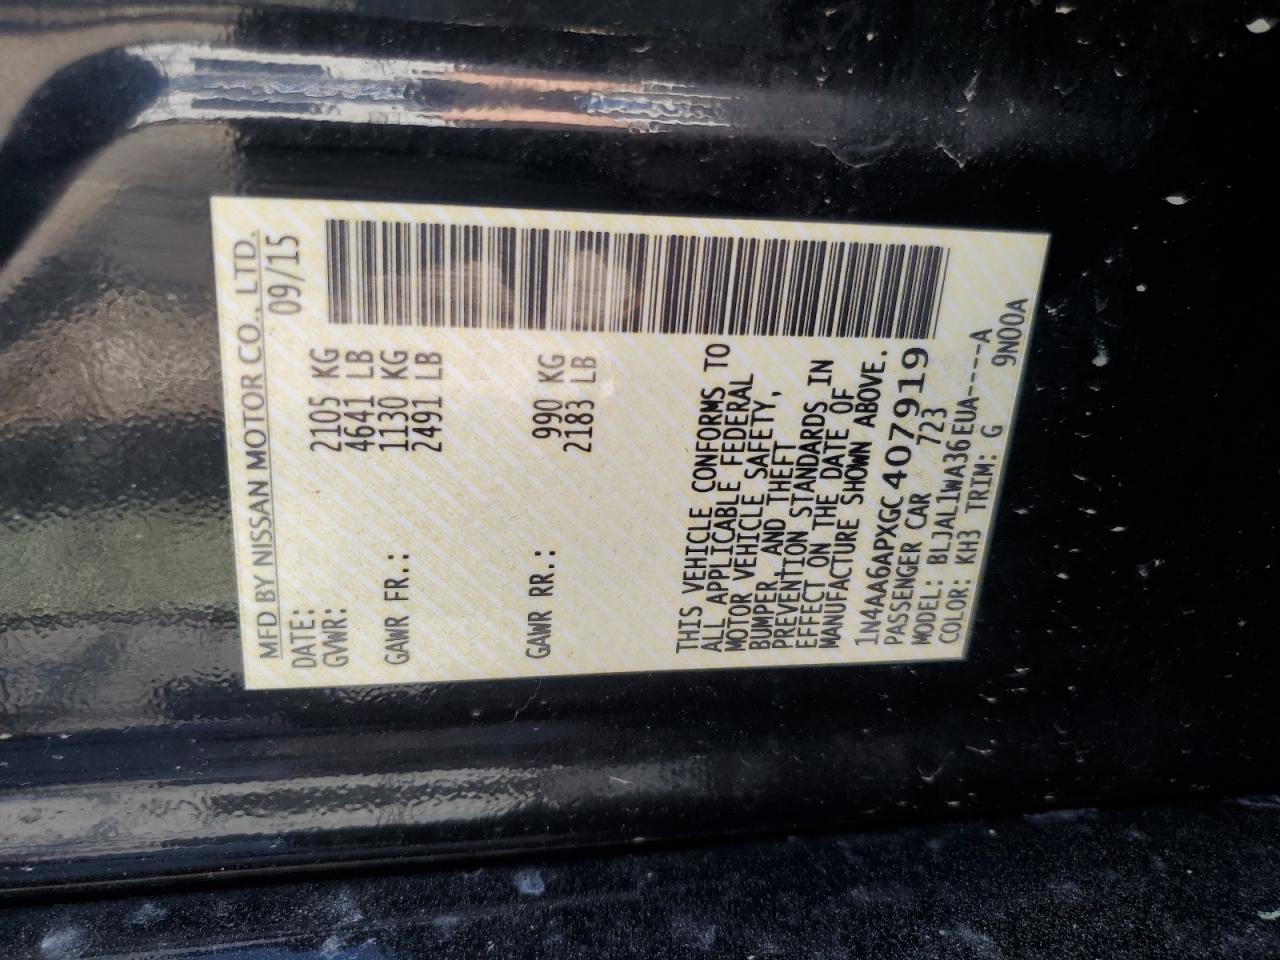 MFD BY NISSAN MOTOR CO., LTD.
DATE: 09/15
GVWR: 2105 KG
4641 LB
GAWR FR.: 1130 KG
2491 LB
GAWR RR.: 990 KG
2183 LB
THIS VEHICLE CONFORMS TO
ALL APPLICABLE FEDERAL
MOTOR VEHICLE SAFETY,
BUMPER, AND THEFT
PREVENTION STANDARDS IN
EFFECT ON THE DATE OF
MANUFACTURE SHOWN ABOVE.
1N4AA6APXGC407919
PASSENGER CAR 723
MODEL: BLJAL1WA36EUA----A
COLOR: KH3 TRIM: G 9N00A